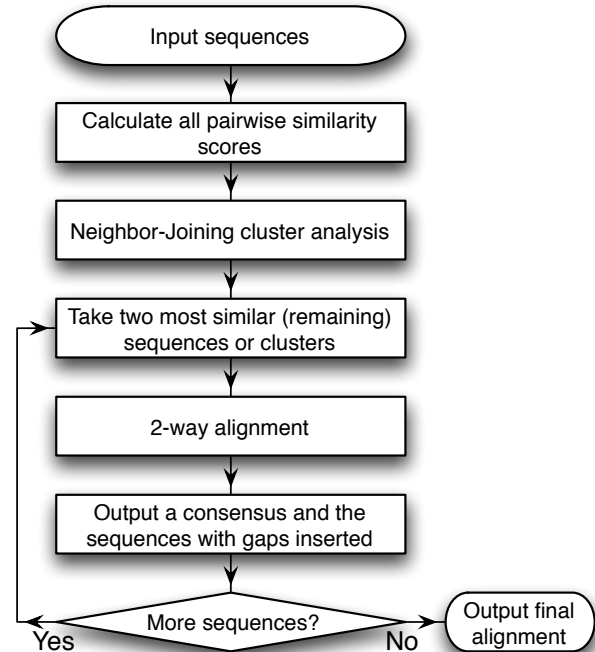 Input sequences
Calculate all pairwise similarity
scores
Neighbor-Joining cluster analysis
Take two most similar (remaining)
sequences or clusters
2-way alignment
Output a consensus and the
sequences with gaps inserted
More sequences?
Yes
No
Output final
alignment